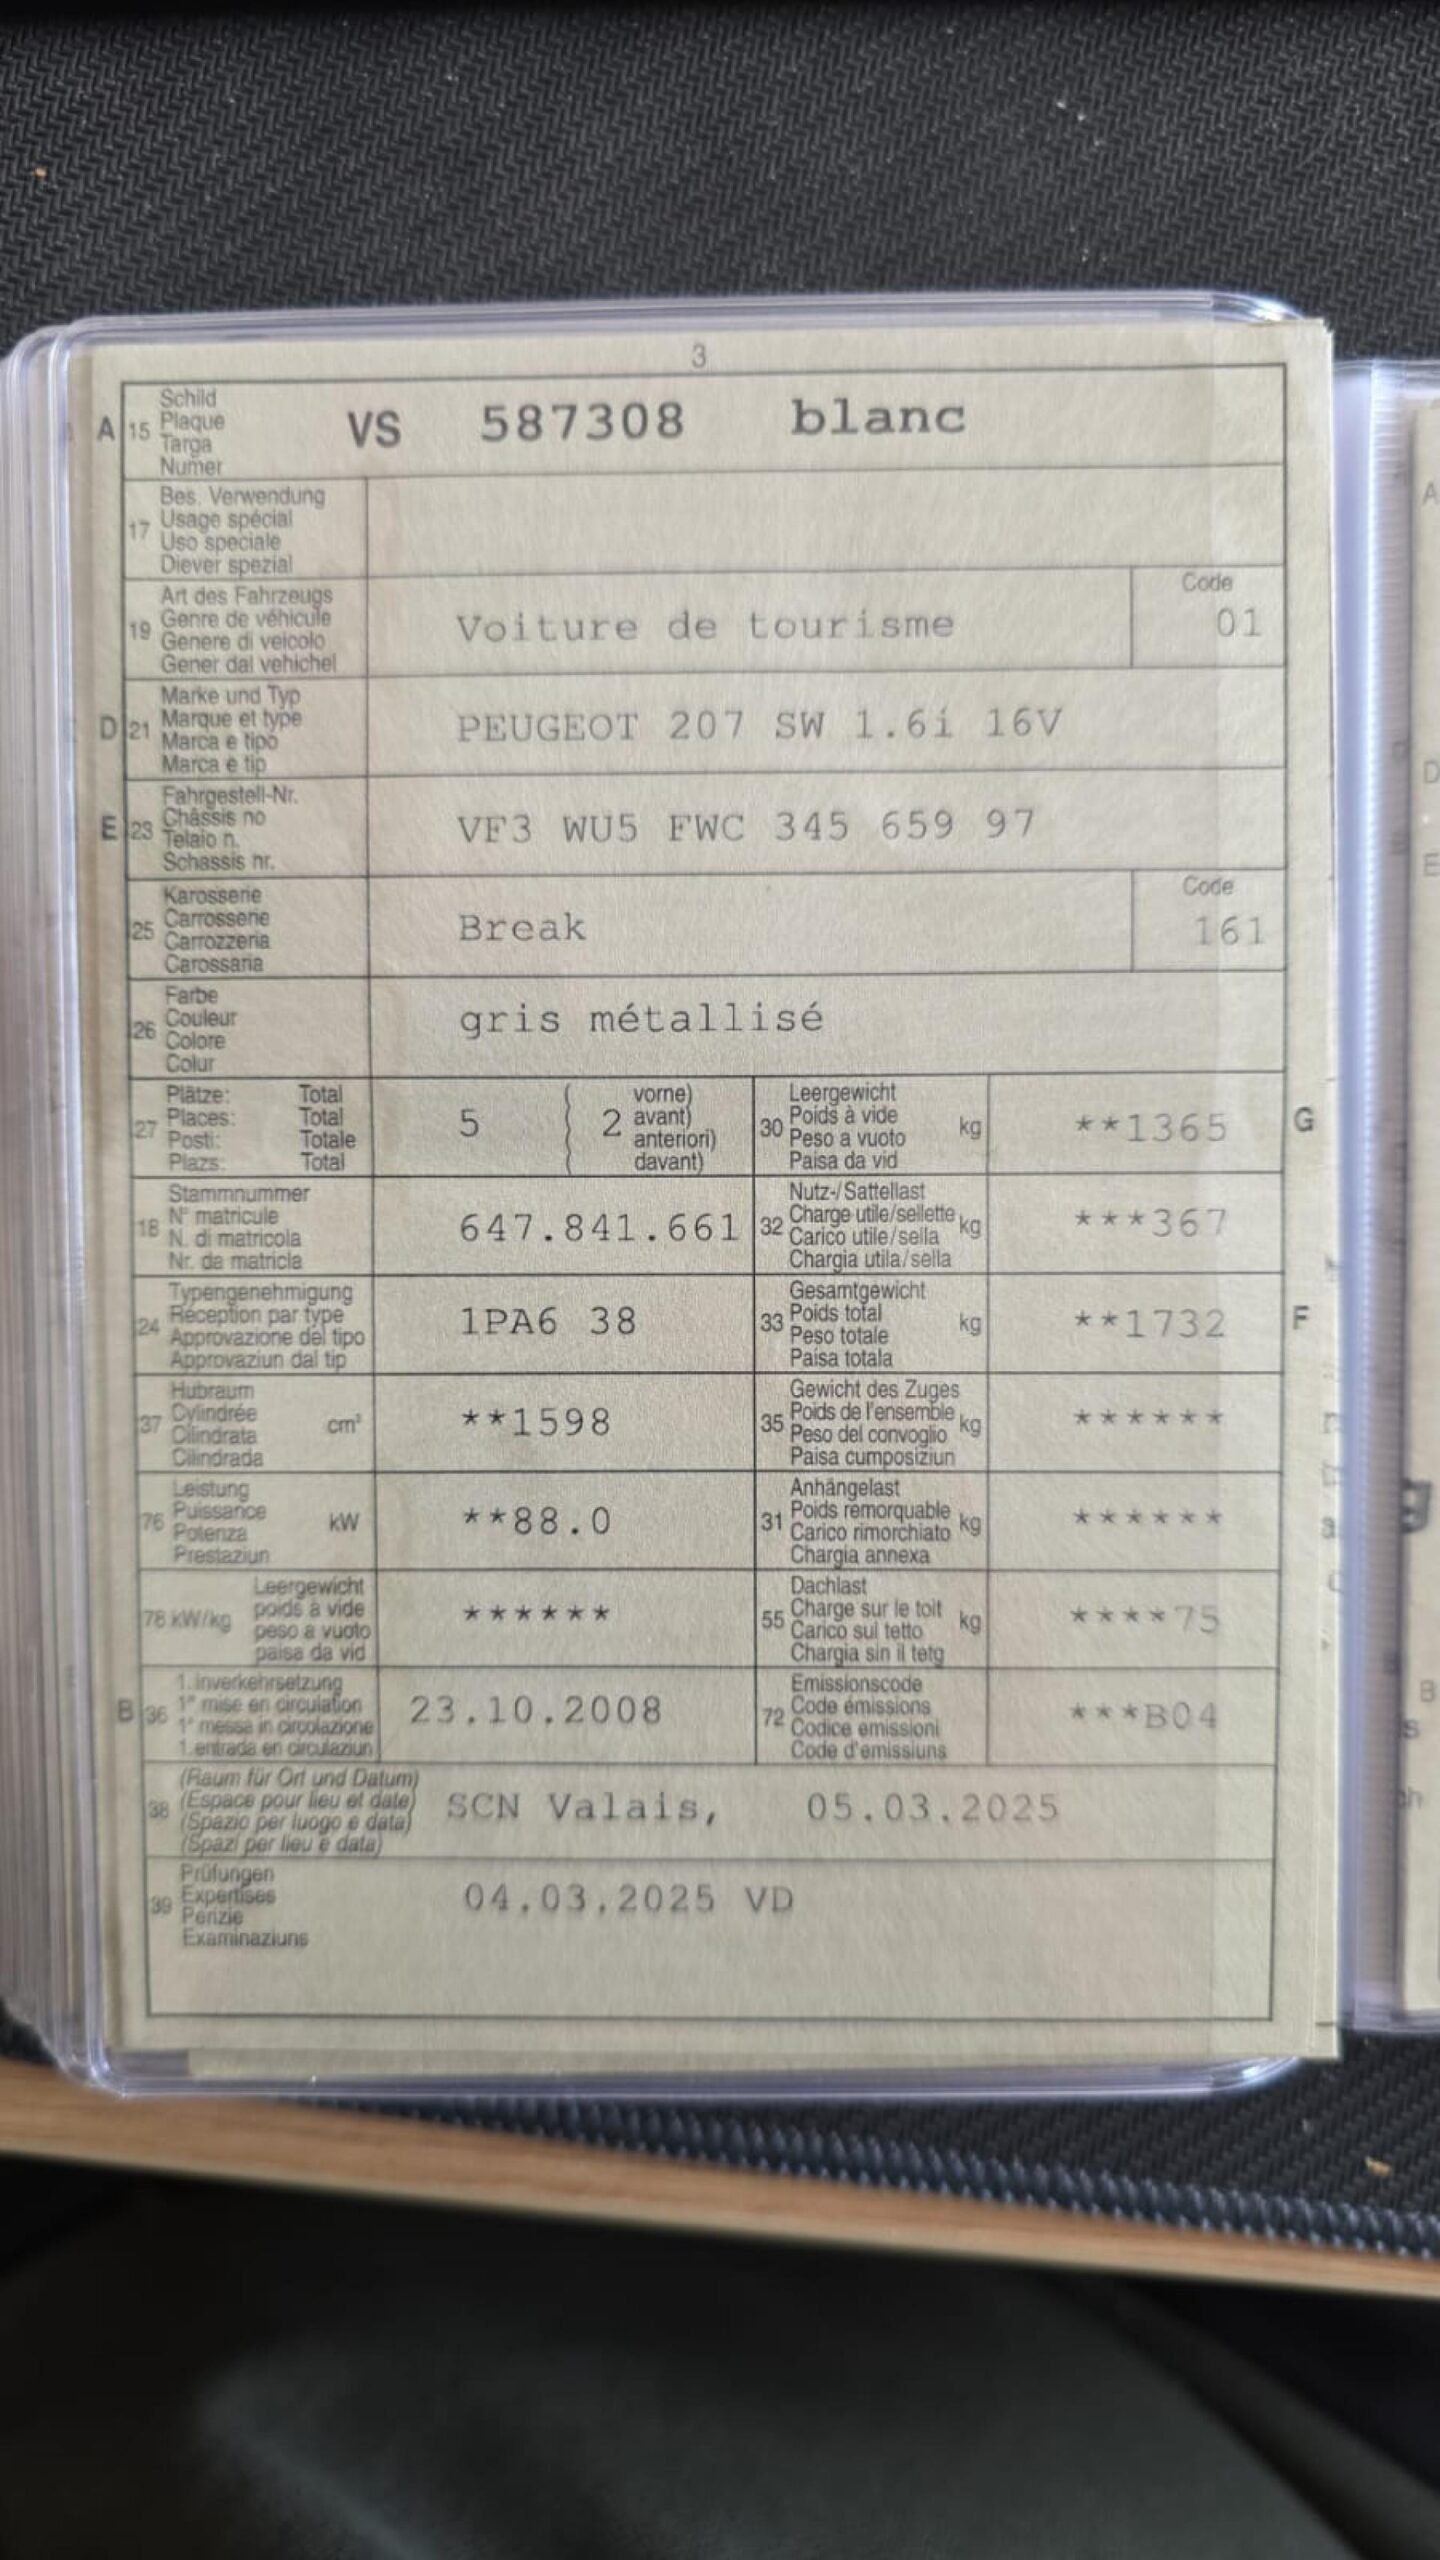 3
A 15 Schild
Plaque
Targa
Numer
VS 587308 blanc
17 Bes. Verwendung
Usage spécial
Uso speciale
Diever spezial
19 Art des Fahrzeugs
Genre de véhicule
Genere di veicolo
Gener dal vehichel
Voiture de tourisme
Code
01
D 21 Marke und Typ
Marque et type
Marca e tipo
Marca e tip
PEUGEOT 207 SW 1.6i 16V
E 23 Fahrgestell-Nr.
Châssis no
Telaio n.
Schassis nr.
VF3 WU5 FWC 345 659 97
25 Karosserie
Carrosserie
Carrozzeria
Carossaria
Break
Code
161
26 Farbe
Couleur
Colore
Colur
gris métallisé
27 Plätze: Total
Places: Total
Posti: Totale
Plazs: Total
5 ( 2 vorne)
avant)
anteriori)
davant)
30 Leergewicht
Poids à vide
Peso a vuoto
Paisa da vid
kg **1365 G
18 Stammnummer
N° matricule
N. di matricola
Nr. da matricla
647.841.661
32 Nutz-/Sattellast
Charge utile/sellette
Carico utile/sella
Chargia utila/sella
kg ***367
24 Typengenehmigung
Réception par type
Approvazione del tipo
Approvaziun dal tip
1PA6 38
33 Gesamtgewicht
Poids total
Peso totale
Paisa totala
kg **1732 F
37 Hubraum
Cylindrée
Cilindrata
Cilindrada
cm³ **1598
35 Gewicht des Zuges
Poids de l'ensemble
Peso del convoglio
Paisa cumposiziun
kg ******
76 Leistung
Puissance
Potenza
Prestaziun
kW **88.0
31 Anhängelast
Poids remorquable
Carico rimorchiato
Chargia annexa
kg ******
78 kW/kg Leergewicht
poids à vide
peso a vuoto
paisa da vid
******
55 Dachlast
Charge sur le toit
Carico sul tetto
Chargia sin il tetg
kg ****75
B 36 1. Inverkehrsetzung
1re mise en circulation
1a messa in circolazione
1. entrada en circulaziun
23.10.2008
72 Emissionscode
Code émissions
Codice emissioni
Code d'emissiuns
***B04
38 (Raum für Ort und Datum)
(Espace pour lieu et date)
(Spazio per luogo e data)
(Spazi per lieu e data)
SCN Valais, 05.03.2025
39 Prüfungen
Expertises
Perizie
Examinaziuns
04.03.2025 VD